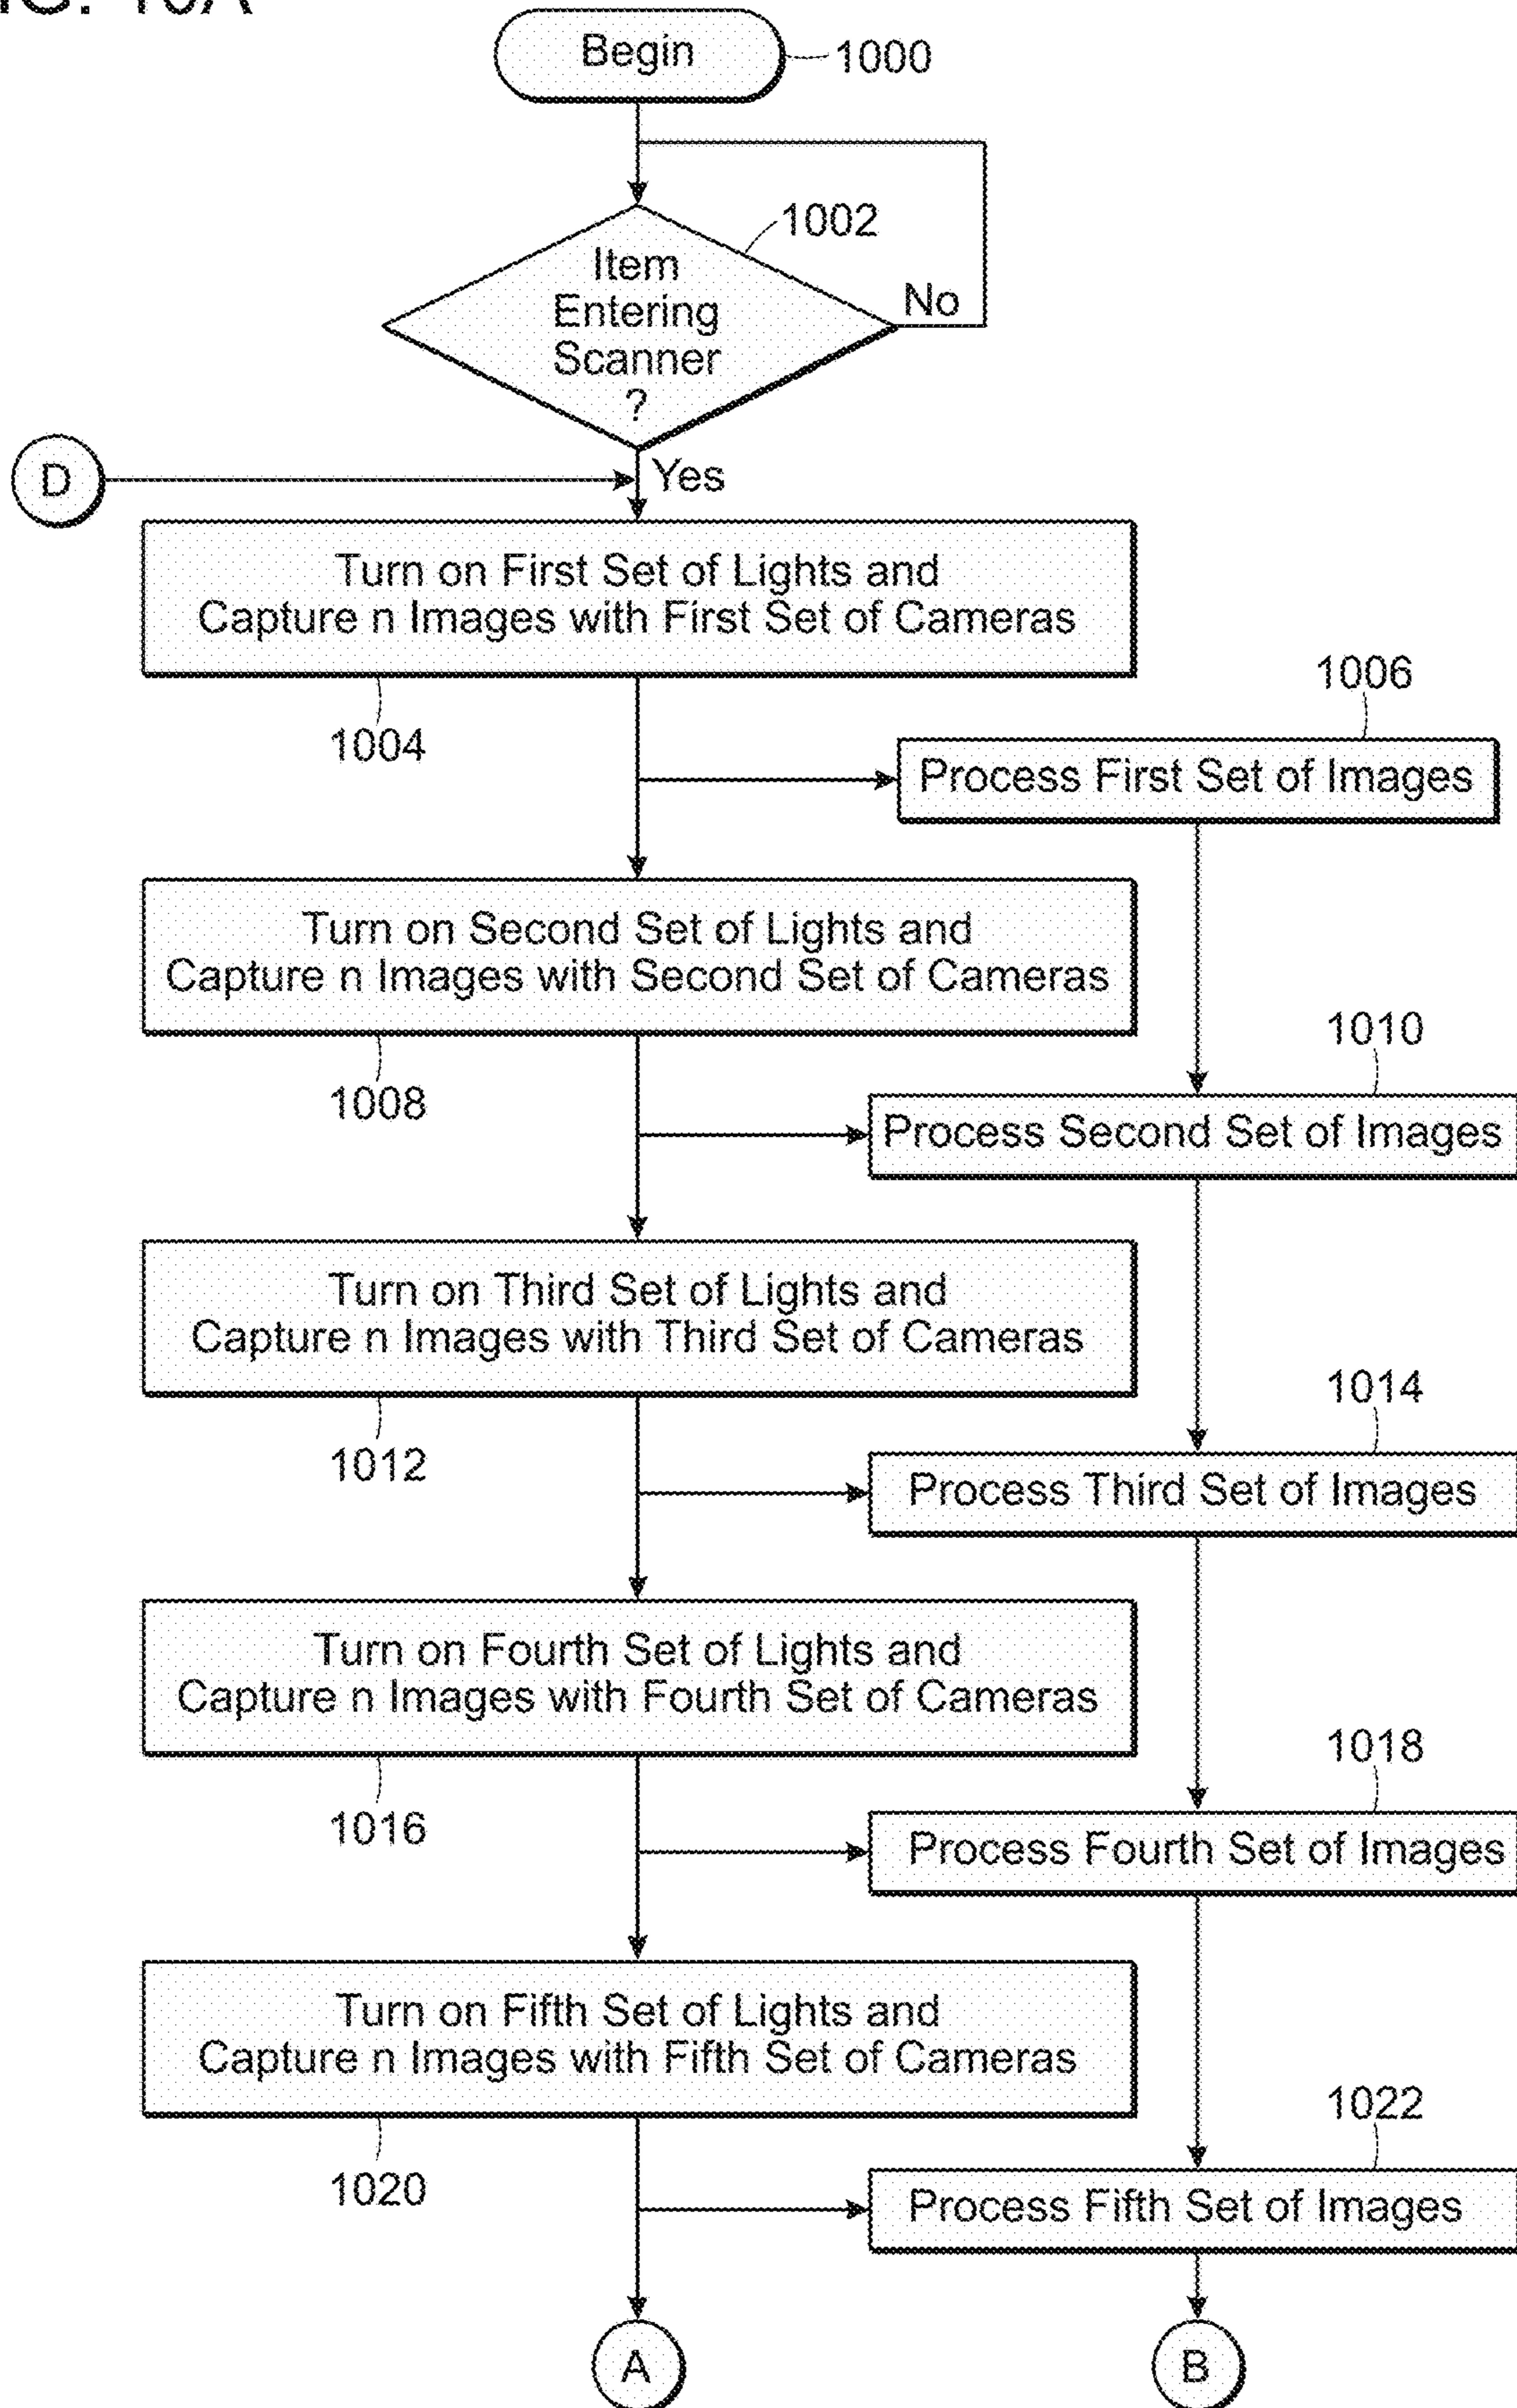 10A
Begin
1000
1002
Item
Entering
Scanner
?
No
D
Yes
Turn on First Set of Lights and
Capture n Images with First Set of Cameras
1004
1006
Process First Set of Images
Turn on Second Set of Lights and
Capture n Images with Second Set of Cameras
1008
1010
Process Second Set of Images
Turn on Third Set of Lights and
Capture n Images with Third Set of Cameras
1012
1014
Process Third Set of Images
Turn on Fourth Set of Lights and
Capture n Images with Fourth Set of Cameras
1016
1018
Process Fourth Set of Images
Turn on Fifth Set of Lights and
Capture n Images with Fifth Set of Cameras
1020
1022
Process Fifth Set of Images
A
B